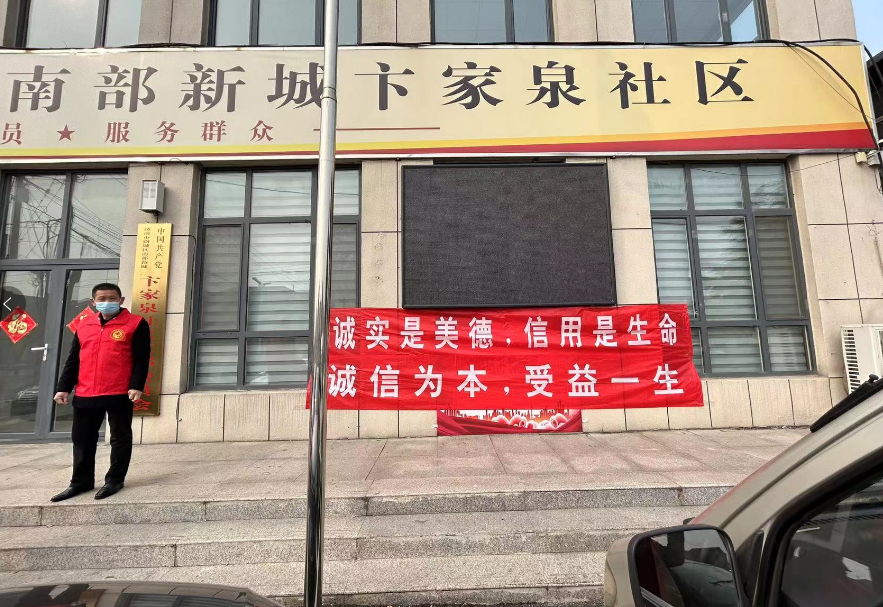 南部新城卞家泉社区
员★服务群众
中国共产党
卞家泉
诚实是美德,信用是生命
诚信为本,受益一生